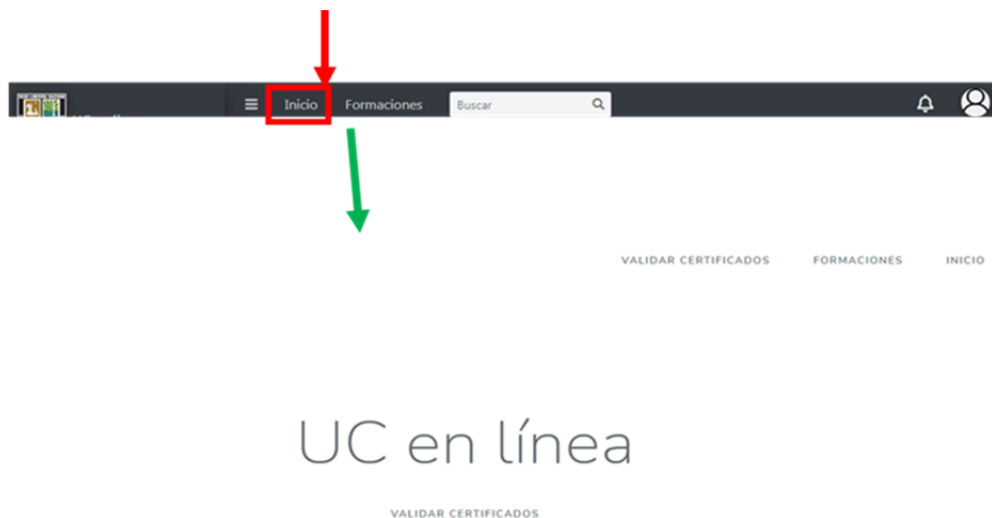 Inicio Formaciones Buscar
VALIDAR CERTIFICADOS FORMACIONES INICIO
UC en línea
VALIDAR CERTIFICADOS